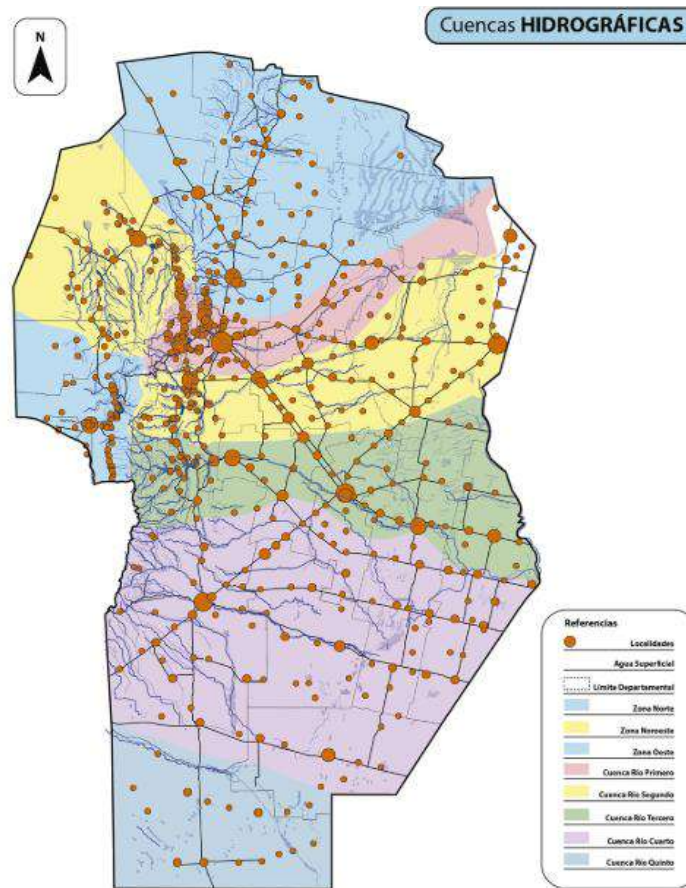 Cuencas HIDROGRÁFICAS
N
Referencias
Localidades
Agua Superficial
Límite Departamental
Zona Norte
Zona Noroeste
Zona Oeste
Cuenca Río Primero
Cuenca Río Segundo
Cuenca Río Tercero
Cuenca Río Cuarto
Cuenca Río Quinto